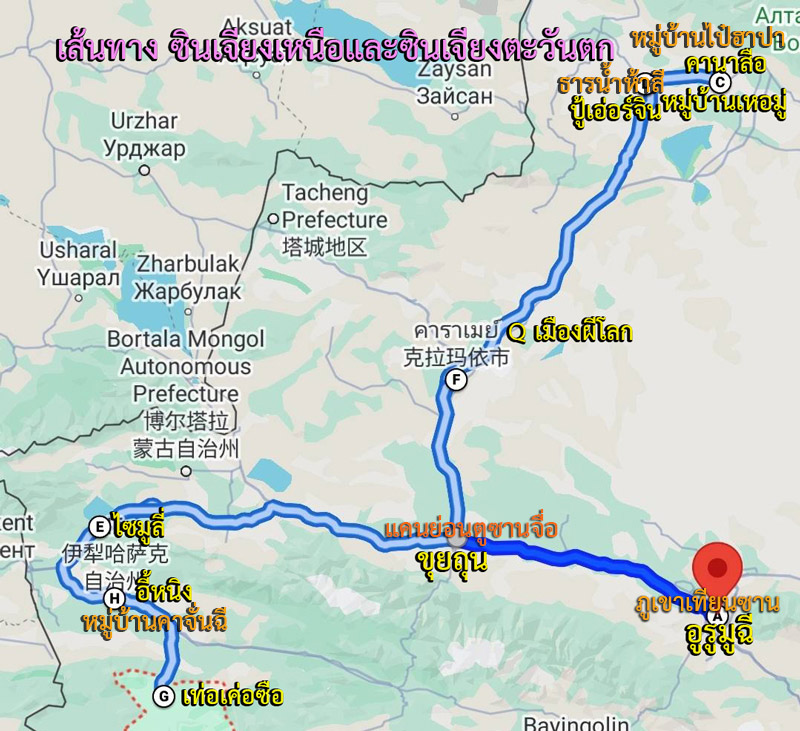 Aksuat
Аксуат
เส้นทาง ซินเจียงเหนือและซินเจียงตะวันตก
Zaysan
Зайсан
หมู่บ้านไป๋ฮาปา
คานาสือ
C
ธารน้ำห้าสี
ปู้เอ่อร์จิน
หมู่บ้านเหอมู่
Urzhar
Урджар
Tacheng
Prefecture
塔城地区
Usharal
Үшарал
Zharbulak
Жарбулак
คาราเมย์
克拉玛依市
Q เมืองผีโลก
F
Bortala Mongol
Autonomous
Prefecture
博尔塔拉
蒙古自治州
E ไซมูลี่
伊犁哈萨克
自治州
แดนย่อนตูซานจื่อ
ขุยถุน
H อี้หนิง
หมู่บ้านคาจั่นฉี
ภูเขาเทียนซาน
A
อูรูมูฉี
G เท่อเค่อซือ
Bayingolin